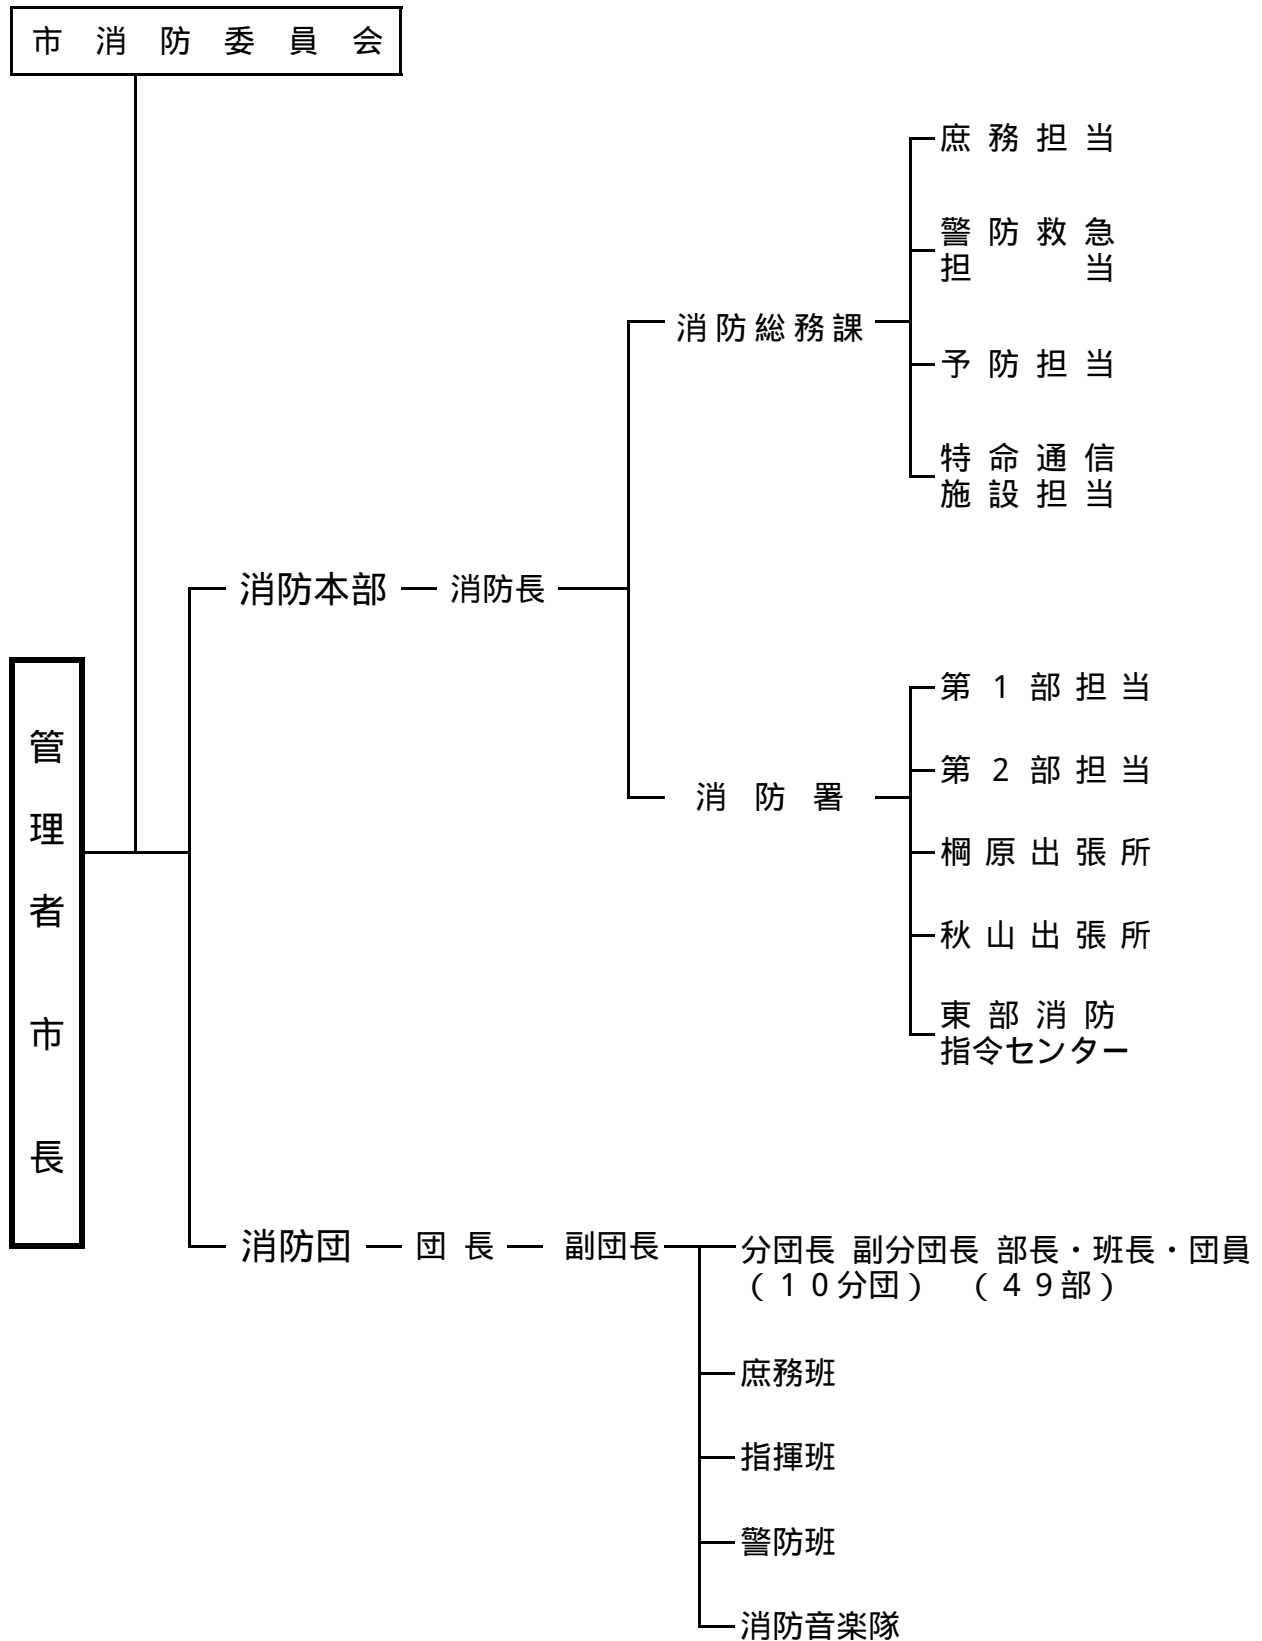 市消防委員会
庶務担当
警防救急
担当
消防総務課
予防担当
特命通信
施設担当
消防本部
消防長
管理者市長
第1部担当
第2部担当
消防署
棡原出張所
秋山出張所
東部消防
指令センター
消防団
団長
副団長
分団長 副分団長 部長・班長・団員
(10分団) (49部)
庶務班
指揮班
警防班
消防音楽隊